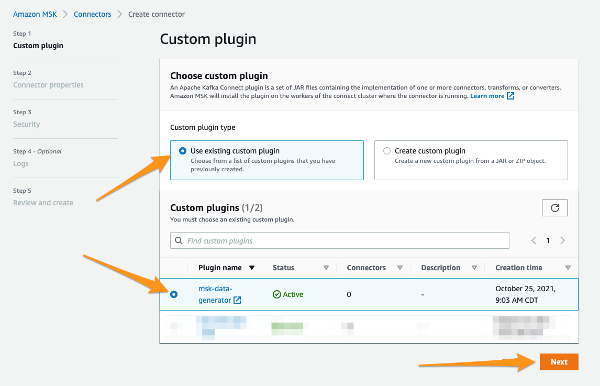 Amazon MSK > Connectors > Create connector
Step 1
Custom plugin
Step 2
Connector properties
Step 3
Security
Step 4 - Optional
Logs
Step 5
Review and create
Custom plugin
Choose custom plugin
An Apache Kafka Connect plugin is a set of JAR files containing the implementation of one or more connectors, transforms, or converters.
Amazon MSK will install the plugin on the workers of the connect cluster where the connector is running. Learn more
Custom plugin type
Use existing custom plugin
Choose from a list of custom plugins that you have
previously created.
Create custom plugin
Create a new custom plugin from a JAR or ZIP object.
Custom plugins (1/2)
You must choose an existing custom plugin.
Find custom plugins
< 1 >
Plugin name Status Connectors Description Creation time
msk-data-
generator
Active
0
-
October 25, 2021,
9:03 AM CDT
Next